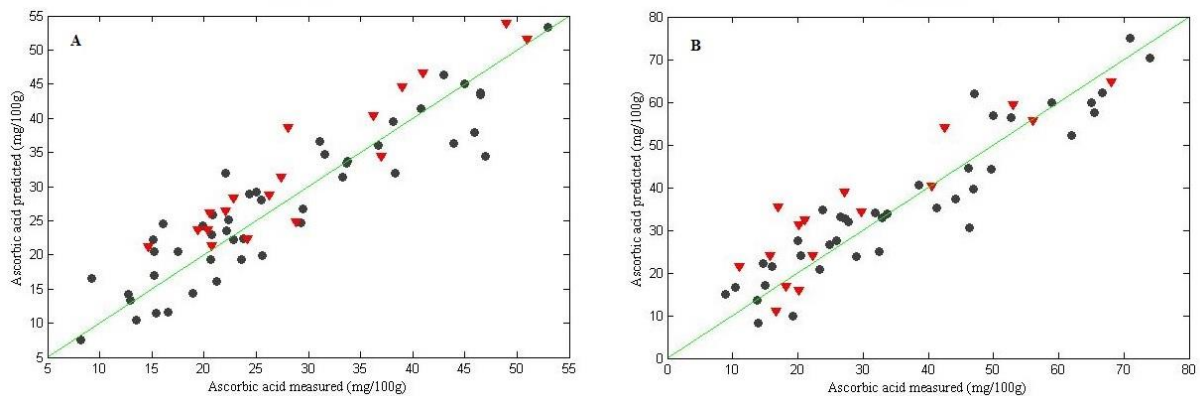 A
55
50
45
40
35
30
25
20
15
10
5
Ascorbic acid predicted (mg/100g)
5 10 15 20 25 30 35 40 45 50 55
Ascorbic acid measured (mg/100g)
B
80
70
60
50
40
30
20
10
0
Ascorbic acid predicted (mg/100g)
0 10 20 30 40 50 60 70 80
Ascorbic acid measured (mg/100g)